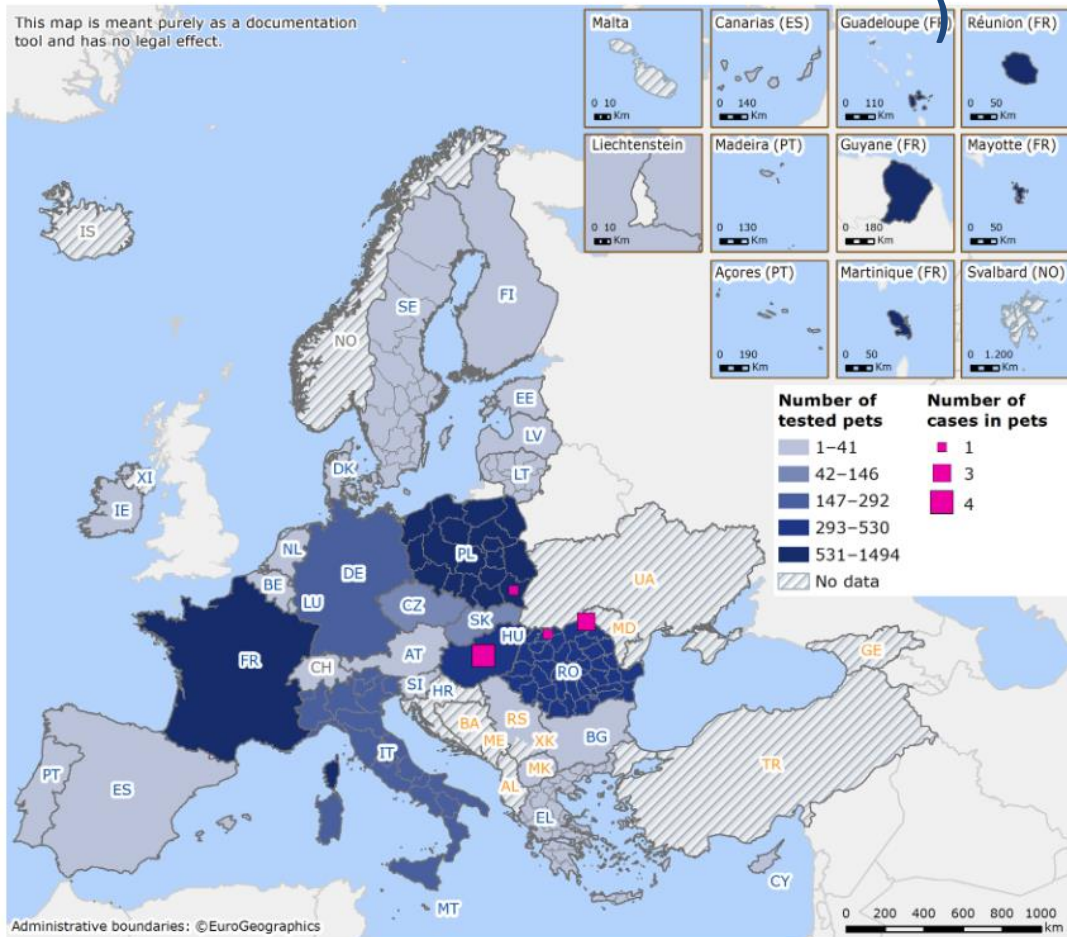 )
This map is meant purely as a documentation
tool and has no legal effect.
Malta
0 10
Km
Canarias (ES)
0 140
Km
Guadeloupe (FR)
0 110
Km
Réunion (FR)
0 50
Km
Liechtenstein
0 10
Km
Madeira (PT)
0 130
Km
Guyane (FR)
0 180
Km
Mayotte (FR)
0 50
Km
Açores (PT)
0 190
Km
Martinique (FR)
0 50
Km
Svalbard (NO)
0 1.200
Km
Number of
tested pets
1–41
42–146
147–292
293–530
531–1494
No data
Number of
cases in pets
1
3
4
IS
NO
SE
FI
EE
LV
LT
DK
XI
IE
NL
BE
LU
DE
PL
CZ
SK
UA
MD
FR
CH
AT
HU
RO
SI
HR
BA
RS
ME
XK
BG
GE
IT
AL
MK
TR
PT
ES
EL
MT
CY
Administrative boundaries: ©EuroGeographics
0 200 400 600 800 1000
km